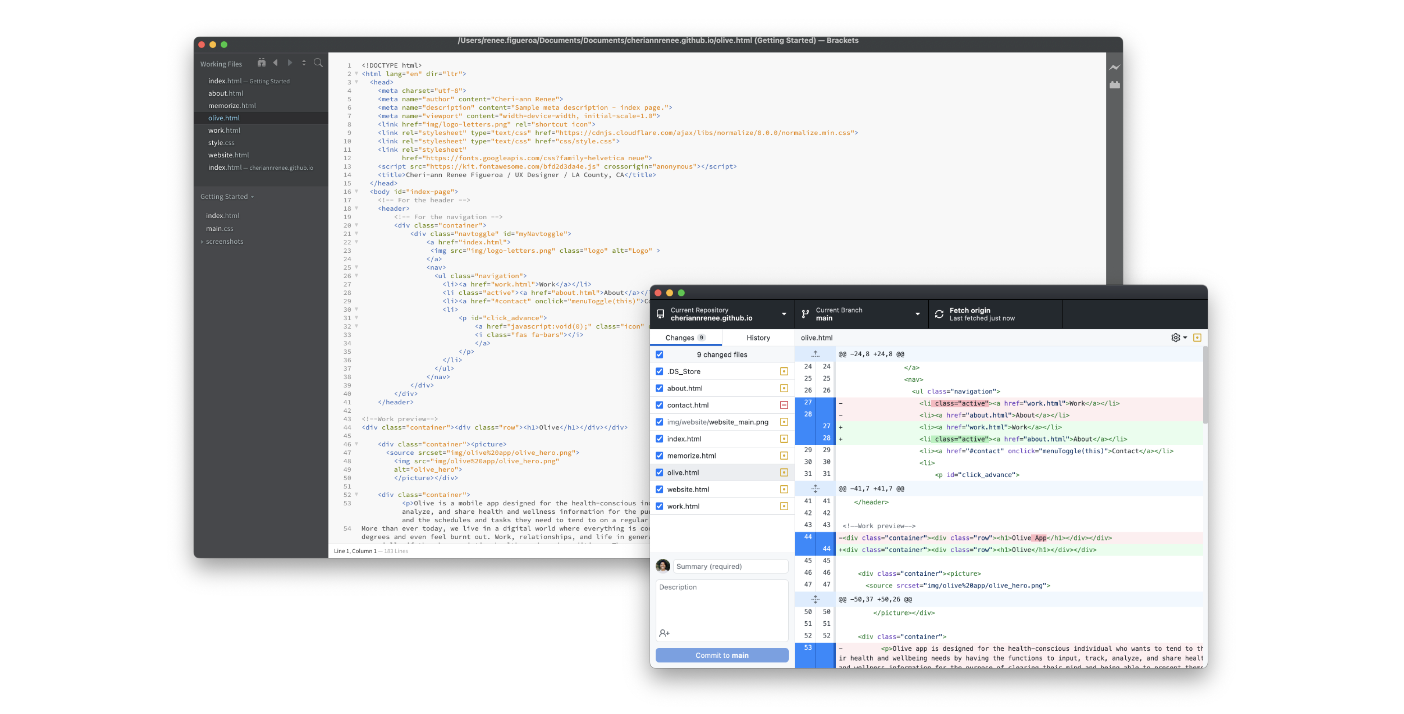 /Users/renee.figueroa/Documents/Documents/cheriannrenee.github.io/olive.html (Getting Started) — Brackets
Working Files
index.html — Getting Started
about.html
memorize.html
olive.html
work.html
style.css
website.html
index.html — cheriannrenee.github.io
Getting Started
index.html
main.css
screenshots
1 <!DOCTYPE html>
2 <html lang="en" dir="ltr">
3 <head>
4 <meta charset="utf-8">
5 <meta name="author" content="Cheri-ann Renee">
6 <meta name="description" content="Sample meta description - index page.">
7 <meta name="viewport" content="width=device-width, initial-scale=1.0">
8 <link href="img/logo-letters.png" rel="shortcut icon">
9 <link rel="stylesheet" type="text/css" href="https://cdnjs.cloudflare.com/ajax/libs/normalize/8.0.0/normalize.min.css">
10 <link rel="stylesheet" type="text/css" href="css/style.css">
11 <link rel="stylesheet"
12 href="https://fonts.googleapis.com/css?family=helvetica neue">
13 <script src="https://kit.fontawesome.com/bfd2d3da4e.js" crossorigin="anonymous"></script>
14 <title>Cheri-ann Renee Figueroa / UX Designer / LA County, CA</title>
15 </head>
16 <body id="index-page">
17 <!-- For the header -->
18 <header>
19 <!-- For the navigation -->
20 <div class="container">
21 <div class="navtoggle" id="myNavtoggle">
22 <a href="index.html">
23 <img src="img/logo-letters.png" class="logo" alt="Logo" >
24 </a>
25 <nav>
26 <ul class="navigation">
27 <li><a href="work.html">Work</a></li>
28 <li class="active"><a href="about.html">About</a></
29 <li><a href="#contact" onclick="menuToggle(this)">C
30 <li>
31 <p id="click_advance">
32 <a href="javascript:void(0);" class="icon"
33 <i class="fas fa-bars"></i>
34 </a>
35 </p>
36 </li>
37 </ul>
38 </nav>
39 </div>
40 </div>
41 </header>
42
43 <!--Work preview-->
44 <div class="container"><div class="row"><h1>Olive</h1></div></div>
45
46 <div class="container"><picture>
47 <source srcset="img/olive%20app/olive_hero.png">
48 <img src="img/olive%20app/olive_hero.png"
49 alt="olive_hero">
50 </picture></div>
51
52 <div class="container">
53 <p>Olive is a mobile app designed for the health-conscious
analyze, and share health and wellness information for the
and the schedules and tasks they need to tend to on a regular
54 More than ever today, we live in a digital world where everything is
degrees and even feel burnt out. Work, relationships, and life in
Line 1, Column 1 — 183 Lines
Current Repository
cheriannrenee.github.io
Current Branch
main
Fetch origin
Last fetched just now
Changes 9
History
9 changed files
.DS_Store
about.html
contact.html
img/website/website_main.png
index.html
memorize.html
olive.html
website.html
work.html
Summary (required)
Description
Commit to main
olive.html
@@ -24,8 +24,8 @@
24 24 </a>
25 25 <nav>
26 26 <ul class="navigation">
27 - <li class="active"><a href="work.html">Work</a></li>
28 - <li><a href="about.html">About</a></li>
27 + <li><a href="work.html">Work</a></li>
28 + <li class="active"><a href="about.html">About</a></li>
29 29 <li><a href="#contact" onclick="menuToggle(this)">Contact</a></li>
30 30 <li>
31 31 <p id="click_advance">
@@ -41,7 +41,7 @@
41 41 </header>
42 42
43 43 <!--Work preview-->
44 -<div class="container"><div class="row"><h1>Olive App</h1></div></div>
44 +<div class="container"><div class="row"><h1>Olive</h1></div></div>
45 45
46 46 <div class="container"><picture>
47 47 <source srcset="img/olive%20app/olive_hero.png">
@@ -50,37 +50,26 @@
50 50 </picture></div>
51 51
52 52 <div class="container">
53 - <p>Olive app is designed for the health-conscious individual who wants to tend to th
ir health and wellbeing needs by having the functions to input, track, analyze, and share healt